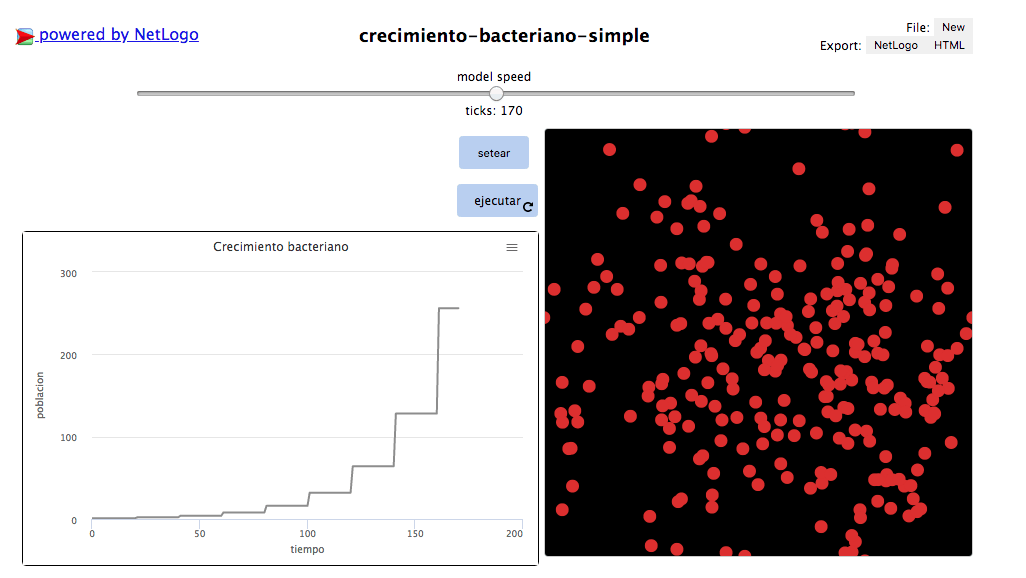 powered by NetLogo
crecimiento-bacteriano-simple
File: New
Export: NetLogo HTML
model speed
ticks: 170
setear
ejecutar
Crecimiento bacteriano
300
200
100
0
poblacion
0 50 100 150 200
tiempo